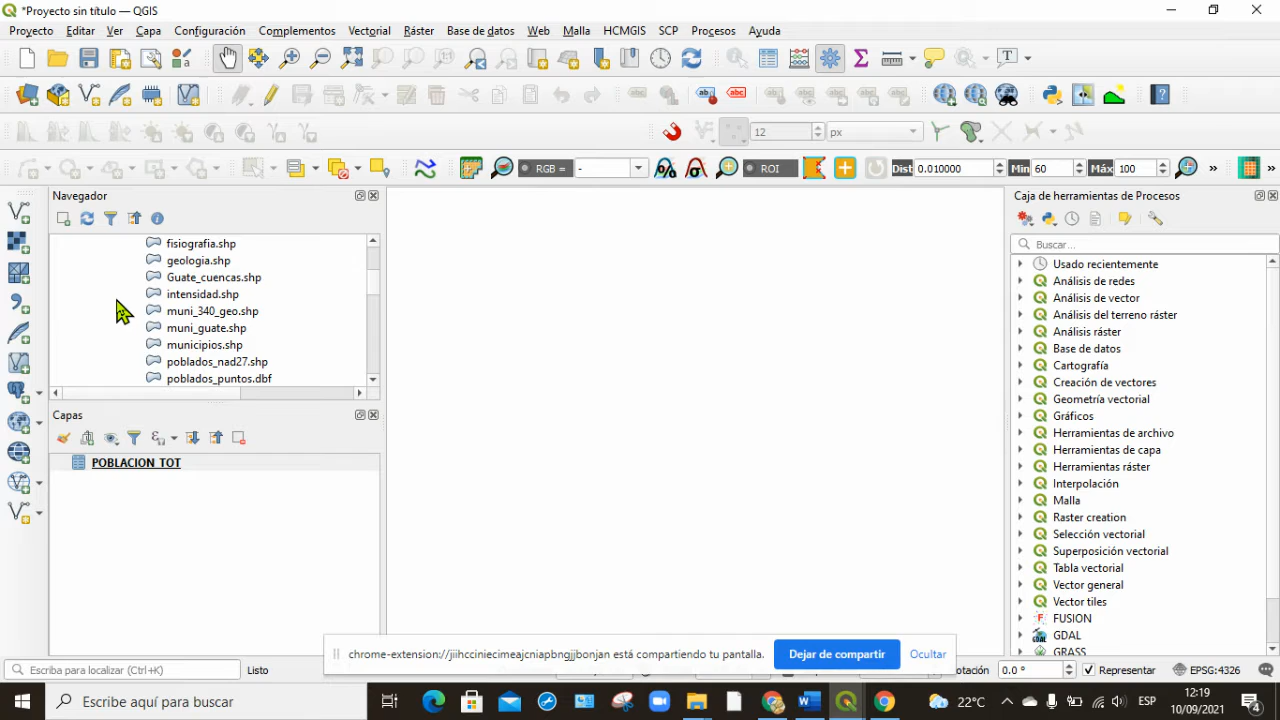 *Proyecto sin título — QGIS
Proyecto Editar Ver Capa Configuración Complementos Vectorial Ráster Base de datos Web Malla HCMGIS SCP Procesos Ayuda
12 px
RGB = - ROI Dist 0.010000 Min 60 Máx 100 »
Navegador
fisiografia.shp
geologia.shp
Guate_cuencas.shp
intensidad.shp
muni_340_geo.shp
muni_guate.shp
municipios.shp
poblados_nad27.shp
poblados_puntos.dbf
Capas
POBLACION TOT
Caja de herramientas de Procesos
Buscar...
Usado recientemente
Análisis de redes
Análisis de vector
Análisis del terreno ráster
Análisis ráster
Base de datos
Cartografía
Creación de vectores
Geometría vectorial
Gráficos
Herramientas de archivo
Herramientas de capa
Herramientas ráster
Interpolación
Malla
Raster creation
Selección vectorial
Superposición vectorial
Tabla vectorial
Vector general
Vector tiles
FUSION
GDAL
GRASS
chrome-extension://jiihcciniecimeajcniapbngjjbonjan está compartiendo tu pantalla. Dejar de compartir Ocultar
Escriba para localizar (Ctrl+K) Listo otación 0.0 ° Representar EPSG:4326
Escribe aquí para buscar 22°C ESP 12:19
10/09/2021